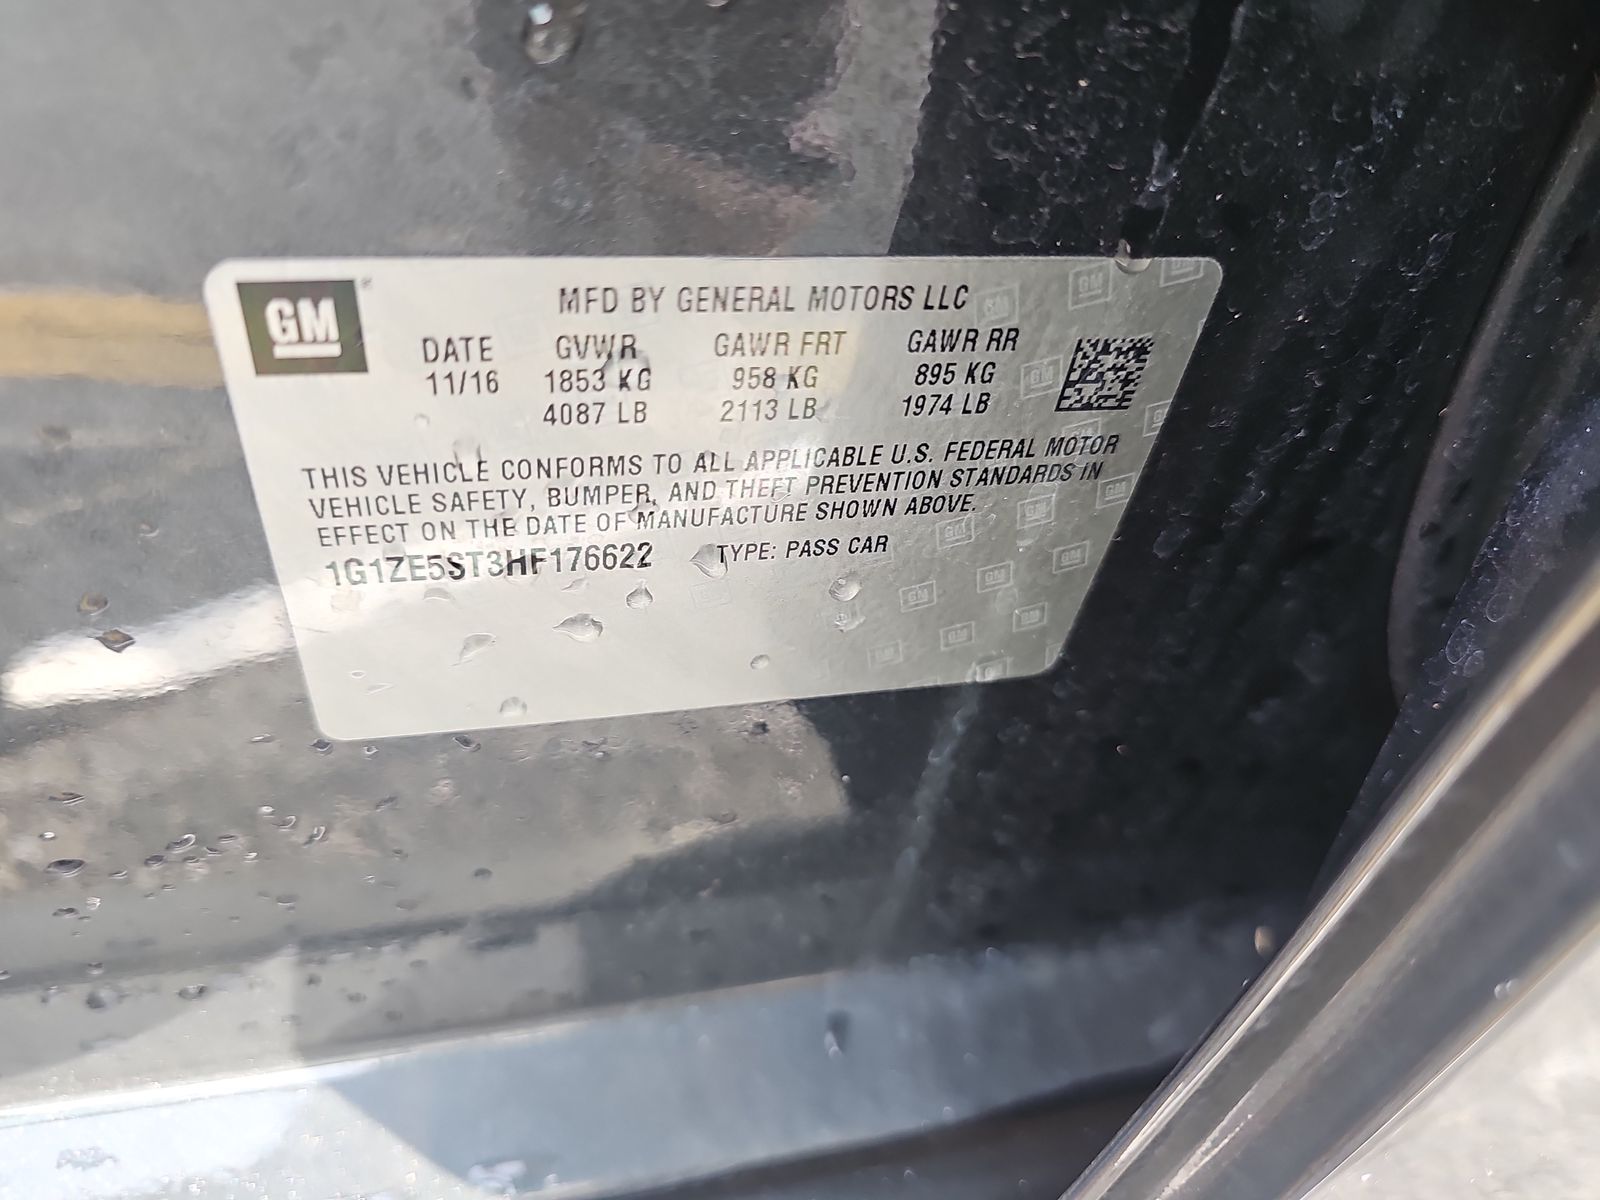 GM
MFD BY GENERAL MOTORS LLC
DATE GVWR GAWR FRT GAWR RR
11/16 1853 KG 958 KG 895 KG
4087 LB 2113 LB 1974 LB
THIS VEHICLE CONFORMS TO ALL APPLICABLE U.S. FEDERAL MOTOR
VEHICLE SAFETY, BUMPER, AND THEFT PREVENTION STANDARDS IN
EFFECT ON THE DATE OF MANUFACTURE SHOWN ABOVE.
1G1ZE5ST3HF176622 TYPE: PASS CAR